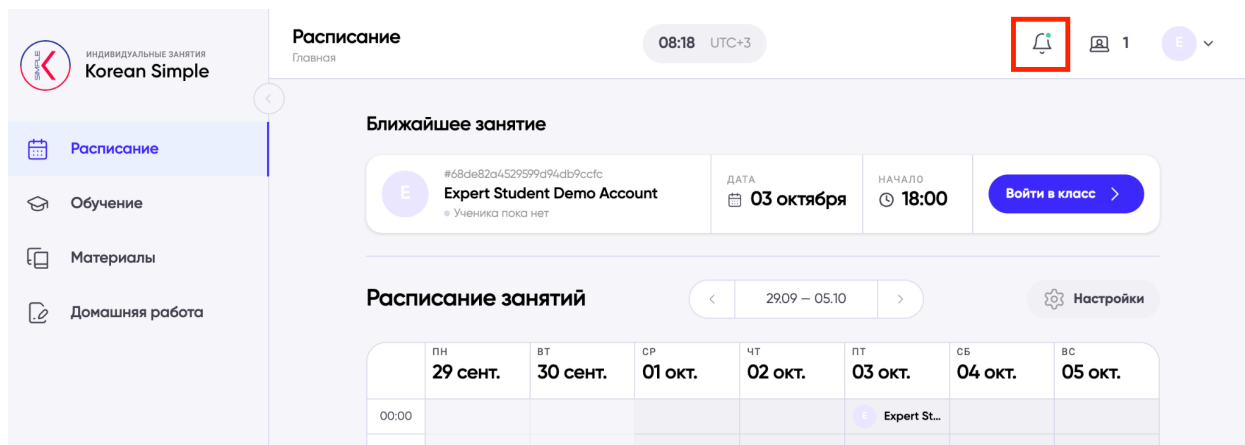 SIMPLE
ИНДИВИДУАЛЬНЫЕ ЗАНЯТИЯ
Korean Simple
Расписание
Обучение
Материалы
Домашняя работа
Расписание
Главная
08:18 UTC+3
1
E
Ближайшее занятие
E
#68de82a4529599d94db9ccfc
Expert Student Demo Account
Ученика пока нет
ДАТА
03 октября
НАЧАЛО
18:00
Войти в класс
Расписание занятий
29.09 — 05.10
Настройки
ПН
29 сент.
ВТ
30 сент.
СР
01 окт.
ЧТ
02 окт.
ПТ
03 окт.
СБ
04 окт.
ВС
05 окт.
00:00
E Expert St...